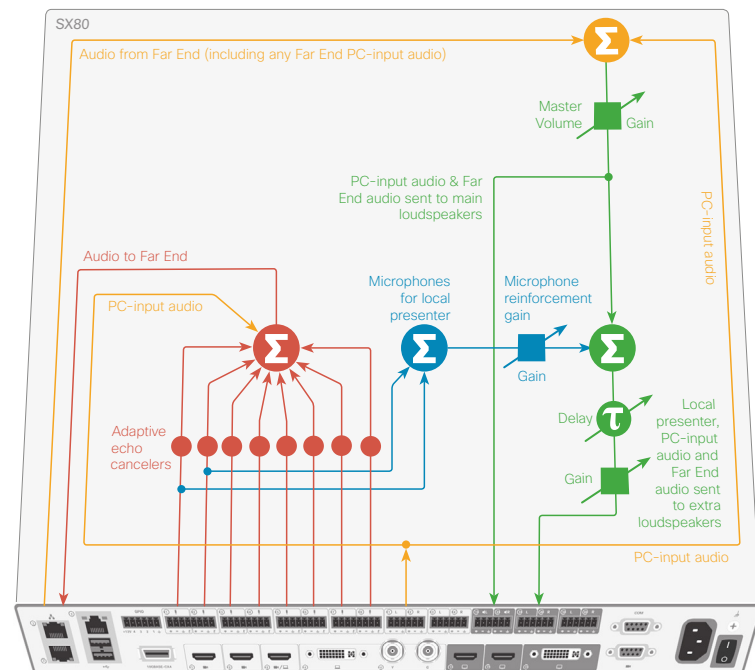 SX80
Audio from Far End (including any Far End PC-input audio)
Σ
Master
Volume
Gain
PC-input audio & Far
End audio sent to main
loudspeakers
PC-input audio
Audio to Far End
PC-input audio
Microphones
for local
presenter
Microphone
reinforcement
gain
Σ
Σ
Σ
Gain
Adaptive
echo
cancelers
Delay
τ
Gain
Local
presenter,
PC-input
audio and
Far End
audio sent
to extra
loudspeakers
PC-input audio